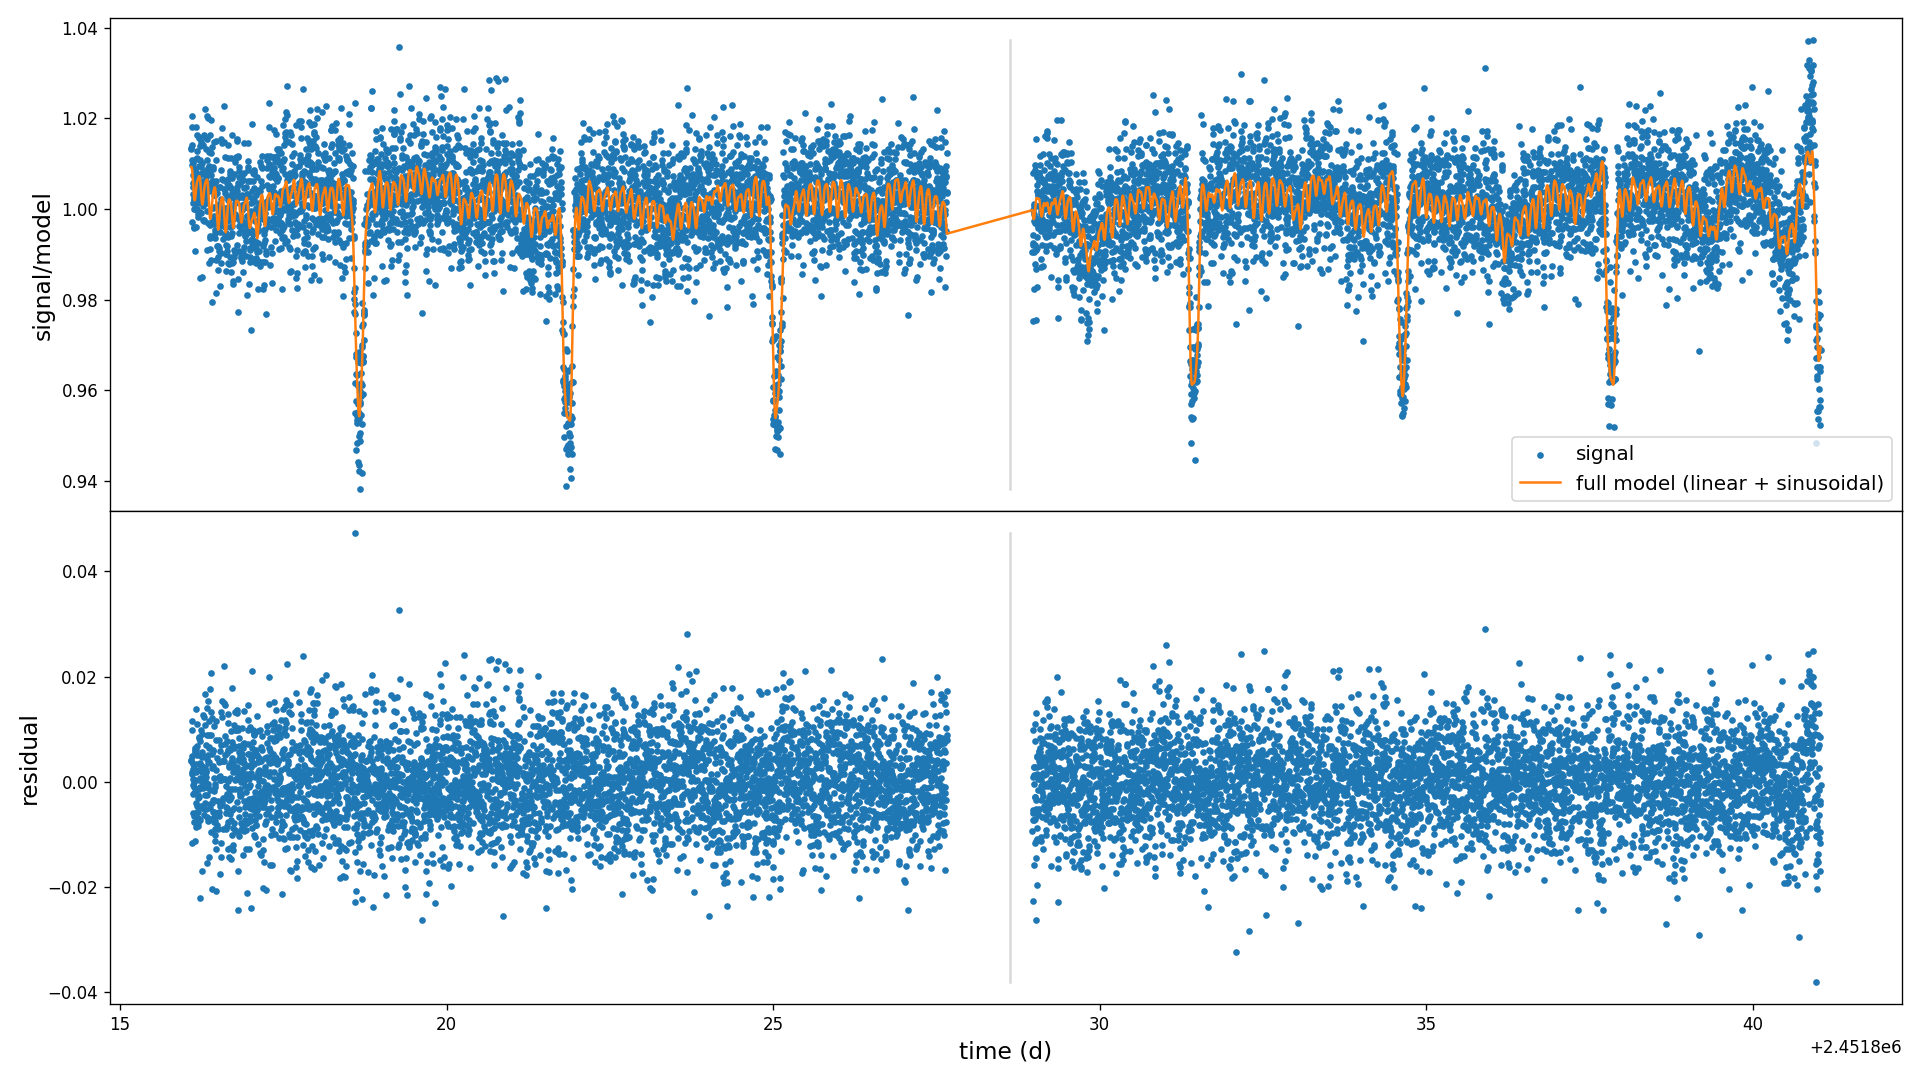 1.04
1.02
1.00
0.98
0.96
0.94
signal/model
signal
full model (linear + sinusoidal)
0.04
0.02
0.00
−0.02
−0.04
residual
15
20
25
30
35
40
time (d)
+2.4518e6